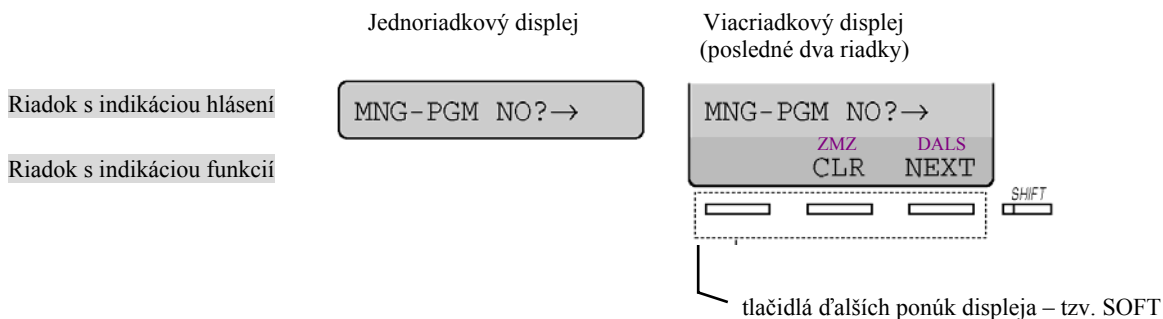 Jednoriadkový displej
Viacriadkový displej
(posledné dva riadky)
Riadok s indikáciou hlásení
MNG-PGM NO?→
MNG-PGM NO?→
Riadok s indikáciou funkcií
ZMZ DALS
CLR NEXT
SHIFT
tlačidlá ďalších ponúk displeja – tzv. SOFT